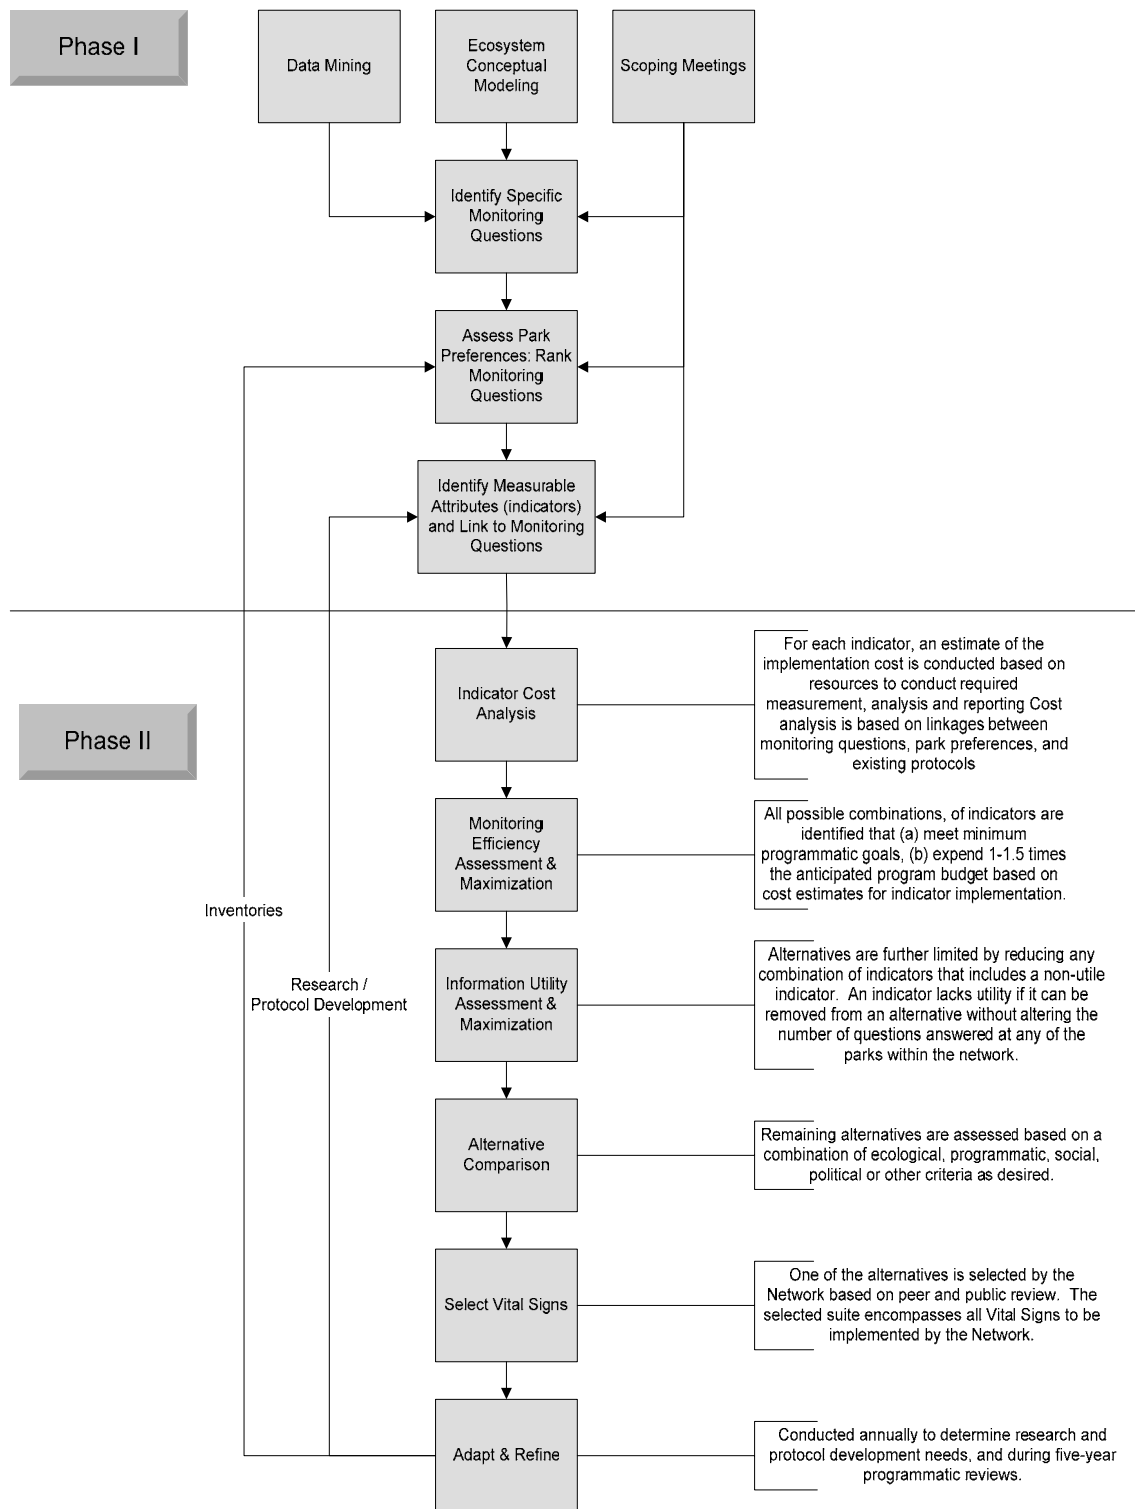 Phase I
Data Mining
Ecosystem
Conceptual
Modeling
Scoping Meetings
Identify Specific
Monitoring
Questions
Assess Park
Preferences: Rank
Monitoring
Questions
Identify Measurable
Attributes (indicators)
and Link to Monitoring
Questions
Phase II
Indicator Cost
Analysis
For each indicator, an estimate of the
implementation cost is conducted based on
resources to conduct required
measurement, analysis and reporting Cost
analysis is based on linkages between
monitoring questions, park preferences, and
existing protocols
Monitoring
Efficiency
Assessment &
Maximization
All possible combinations, of indicators are
identified that (a) meet minimum
programmatic goals, (b) expend 1-1.5 times
the anticipated program budget based on
cost estimates for indicator implementation.
Inventories
Research /
Protocol Development
Information Utility
Assessment &
Maximization
Alternatives are further limited by reducing any
combination of indicators that includes a non-utile
indicator. An indicator lacks utility if it can be
removed from an alternative without altering the
number of questions answered at any of the
parks within the network.
Alternative
Comparison
Remaining alternatives are assessed based on a
combination of ecological, programmatic, social,
political or other criteria as desired.
Select Vital Signs
One of the alternatives is selected by the
Network based on peer and public review. The
selected suite encompasses all Vital Signs to be
implemented by the Network.
Adapt & Refine
Conducted annually to determine research and
protocol development needs, and during five-year
programmatic reviews.